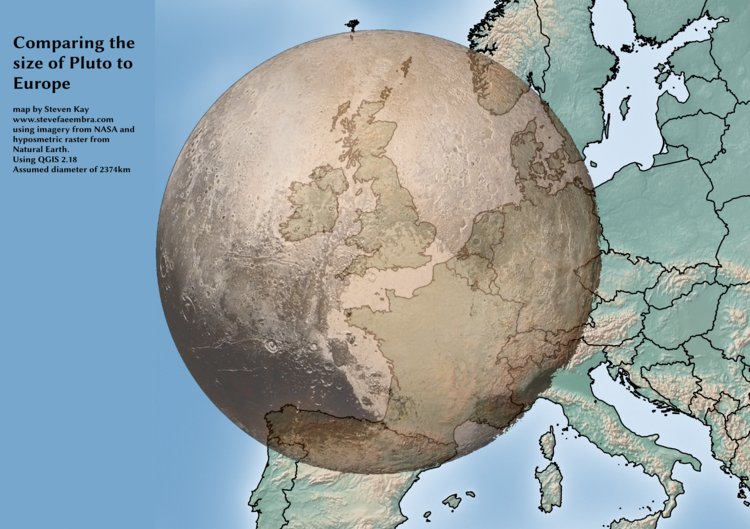 Comparing the
size of Pluto to
Europe
map by Steven Kay
www.stevefaeembra.com
using imagery from NASA and
hyposmetric raster from
Natural Earth.
Using QGIS 2.18
Assumed diameter of 2374km